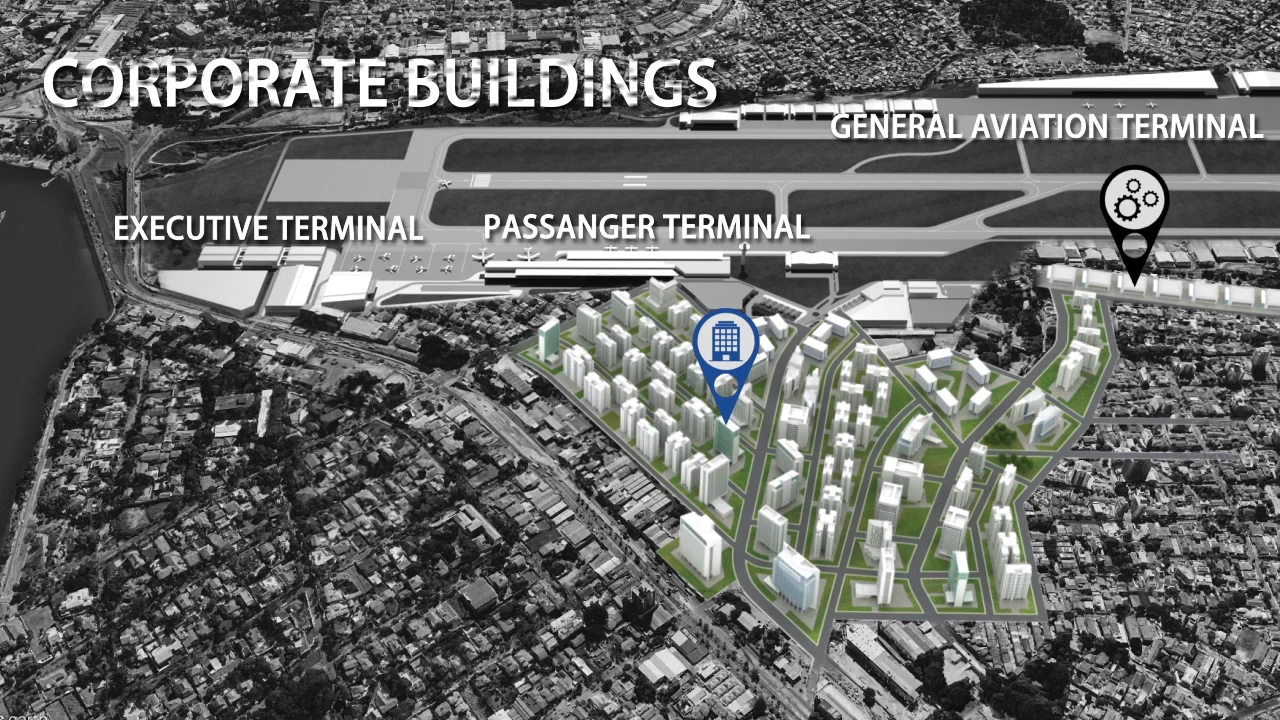 CORPORATE BUILDINGS
GENERAL AVIATION TERMINAL
EXECUTIVE TERMINAL
PASSANGER TERMINAL